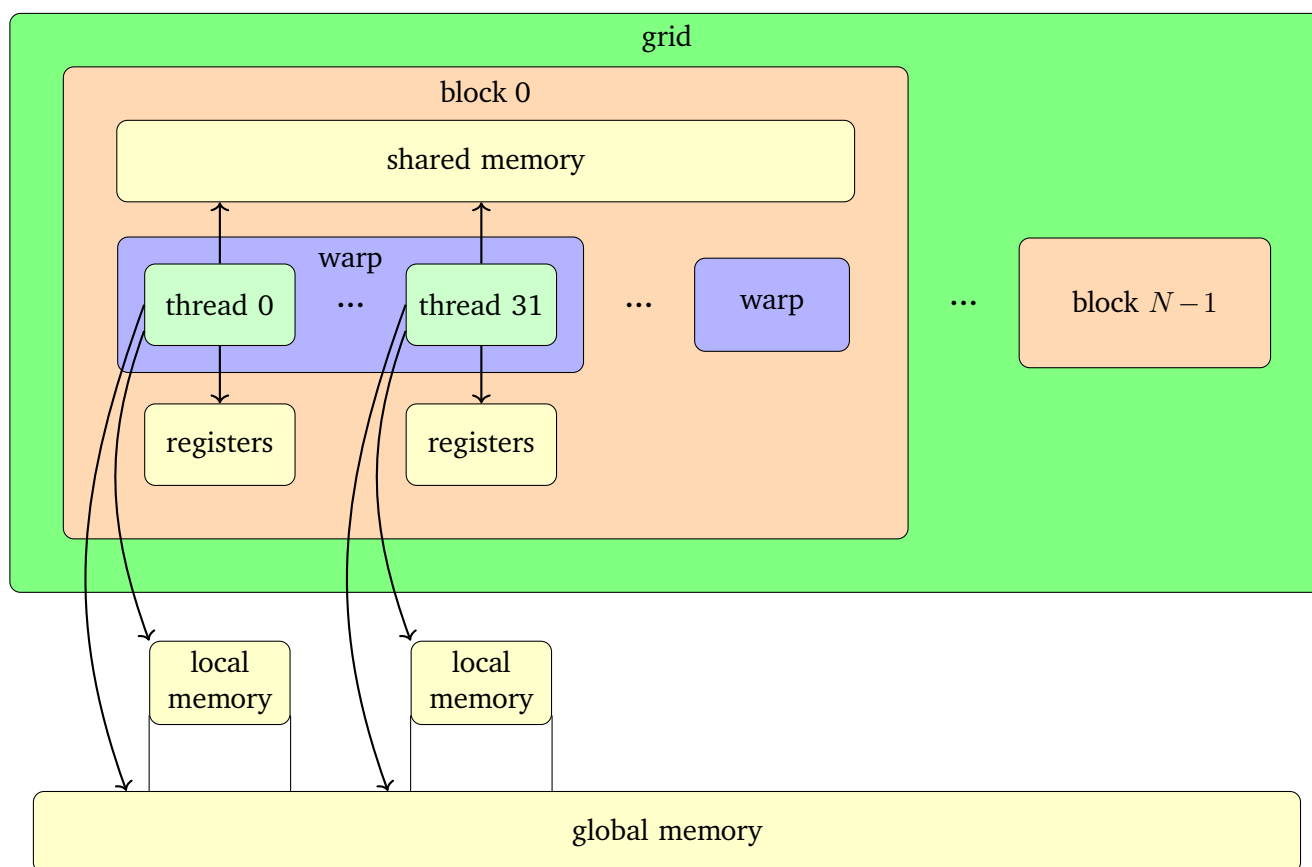 grid
block 0
shared memory
warp
thread 0
...
thread 31
...
warp
...
block N − 1
registers
registers
local
memory
local
memory
global memory